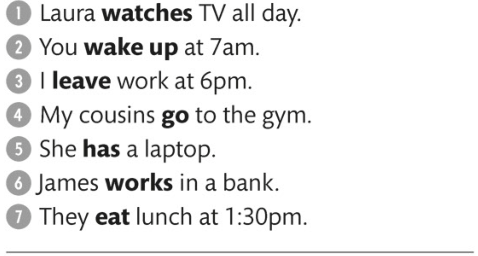 1 Laura watches TV all day.
2 You wake up at 7am.
3 I leave work at 6pm.
4 My cousins go to the gym.
5 She has a laptop.
6 James works in a bank.
7 They eat lunch at 1:30pm.